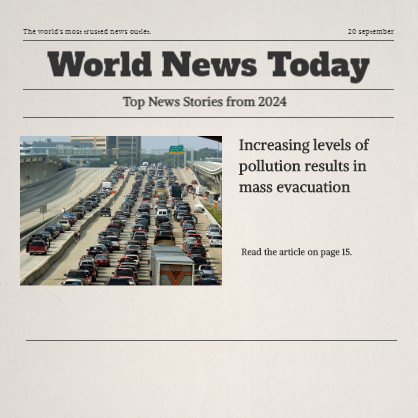 The world's most trusted news outlet.
20 september
World News Today
Top News Stories from 2024
Increasing levels of
pollution results in
mass evacuation
Read the article on page 15.